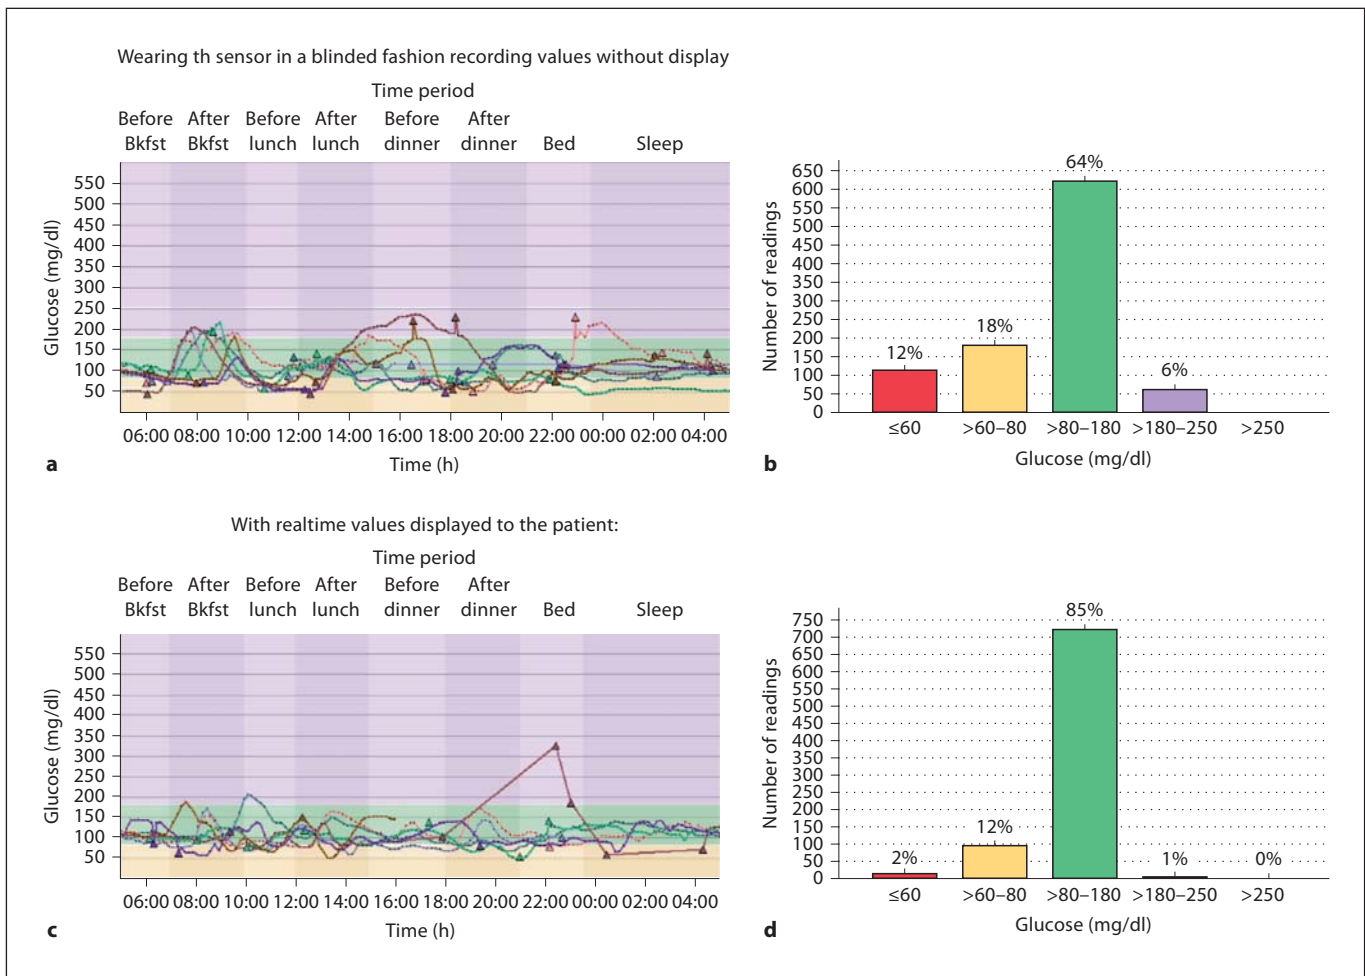 Wearing th sensor in a blinded fashion recording values without display
Time period
Before After Before After Before After
Bkfst Bkfst lunch lunch dinner dinner Bed Sleep
Glucose (mg/dl)
550
500
450
400
350
300
250
200
150
100
50
06:00 08:00 10:00 12:00 14:00 16:00 18:00 20:00 22:00 00:00 02:00 04:00
Time (h)
a
Number of readings
650
600
550
500
450
400
350
300
250
200
150
100
50
0
12%
18%
64%
6%
≤60 >60–80 >80–180 >180–250 >250
Glucose (mg/dl)
b
With realtime values displayed to the patient:
Time period
Before After Before After Before After
Bkfst Bkfst lunch lunch dinner dinner Bed Sleep
Glucose (mg/dl)
550
500
450
400
350
300
250
200
150
100
50
06:00 08:00 10:00 12:00 14:00 16:00 18:00 20:00 22:00 00:00 02:00 04:00
Time (h)
c
Number of readings
750
700
650
600
550
500
450
400
350
300
250
200
150
100
50
0
2%
12%
85%
1%
0%
≤60 >60–80 >80–180 >180–250 >250
Glucose (mg/dl)
d